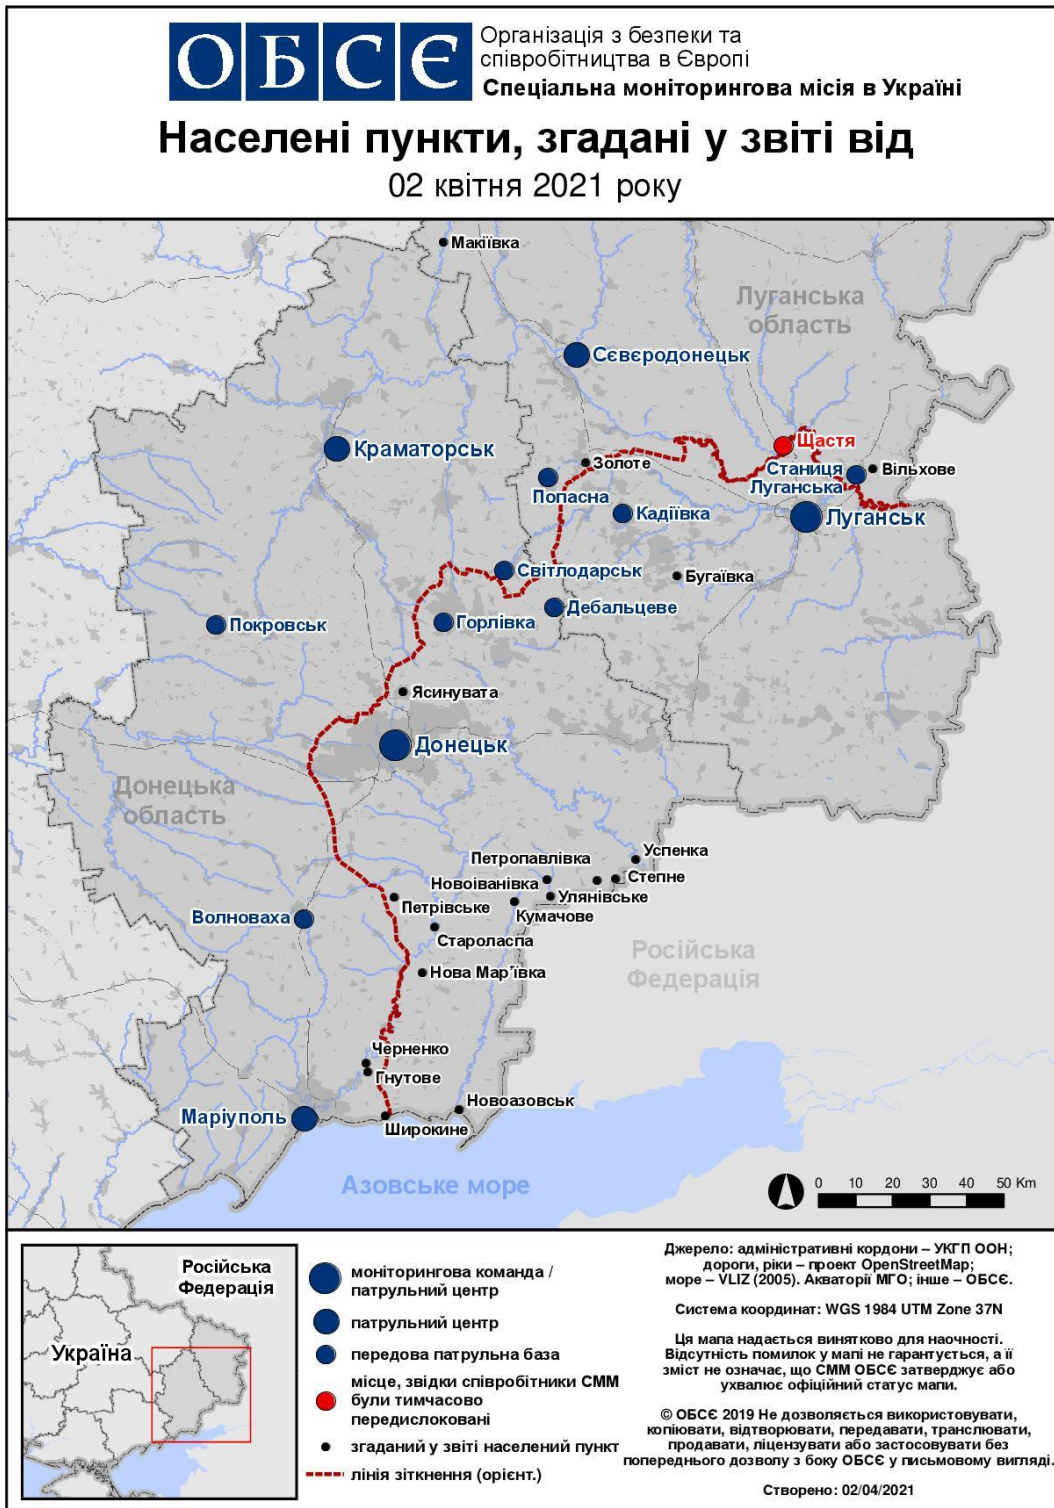 ОБСЄ
Організація з безпеки та
співробітництва в Європі
Спеціальна моніторингова місія в Україні
Населені пункти, згадані у звіті від
02 квітня 2021 року
Макіївка
Луганська
область
Сєвєродонецьк
Щастя
Краматорськ
Золоте
Станиця
Луганська
Вільхове
Попасна
Кадіївка
Луганськ
Світлодарськ
Бугаївка
Дебальцеве
Покровськ
Горлівка
Ясинувата
Донецьк
Донецька
область
Успенка
Петропавлівка
Степне
Новоіванівка
Улянівське
Петрівське
Кумачове
Волноваха
Староласпа
Російська
Федерація
Нова Мар'ївка
Черненко
Гнутове
Новоазовськ
Маріуполь
Широкине
Азовське море
0 10 20 30 40 50 Km
Російська
Федерація
Україна
моніторингова команда /
патрульний центр
патрульний центр
передова патрульна база
місце, звідки співробітники СММ
були тимчасово
передислоковані
згаданий у звіті населений пункт
лінія зіткнення (орієнт.)
Джерело: адміністративні кордони – УКГП ООН;
дороги, ріки – проект OpenStreetMap;
море – VLIZ (2005). Акваторії МГО; інше – ОБСЄ.
Система координат: WGS 1984 UTM Zone 37N
Ця мапа надається винятково для наочності.
Відсутність помилок у мапі не гарантується, а її
зміст не означає, що СММ ОБСЄ затверджує або
ухвалює офіційний статус мапи.
© ОБСЄ 2019 Не дозволяється використовувати,
копіювати, відтворювати, передавати, транслювати,
продавати, ліцензувати або застосовувати без
попереднього дозволу з боку ОБСЄ у письмовому вигляді.
Створено: 02/04/2021